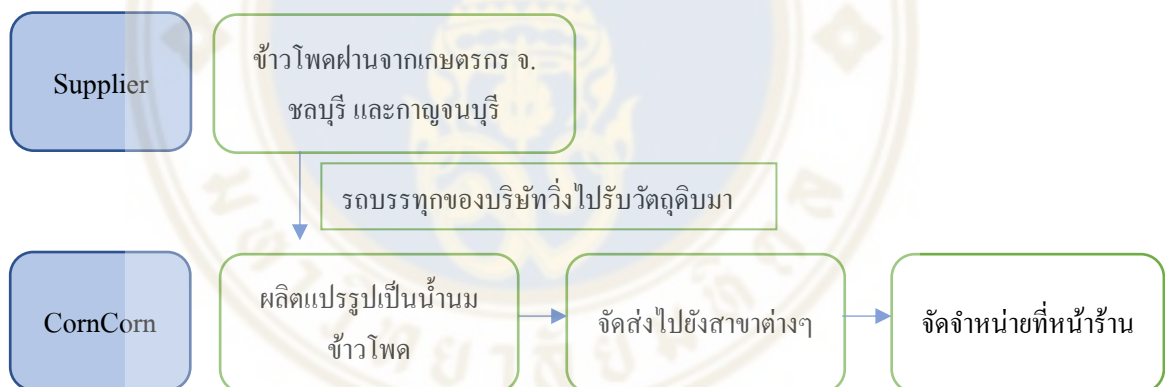 Supplier
ข้าวโพดฝานจากเกษตรกร จ.
ชลบุรี และกาญจนบุรี
รถบรรทุกของบริษัทวิ่งไปรับวัตถุดิบมา
CornCorn
ผลิตแปรรูปเป็นน้ำนม
ข้าวโพด
จัดส่งไปยังสาขาต่างๆ
จัดจำหน่ายที่หน้าร้าน